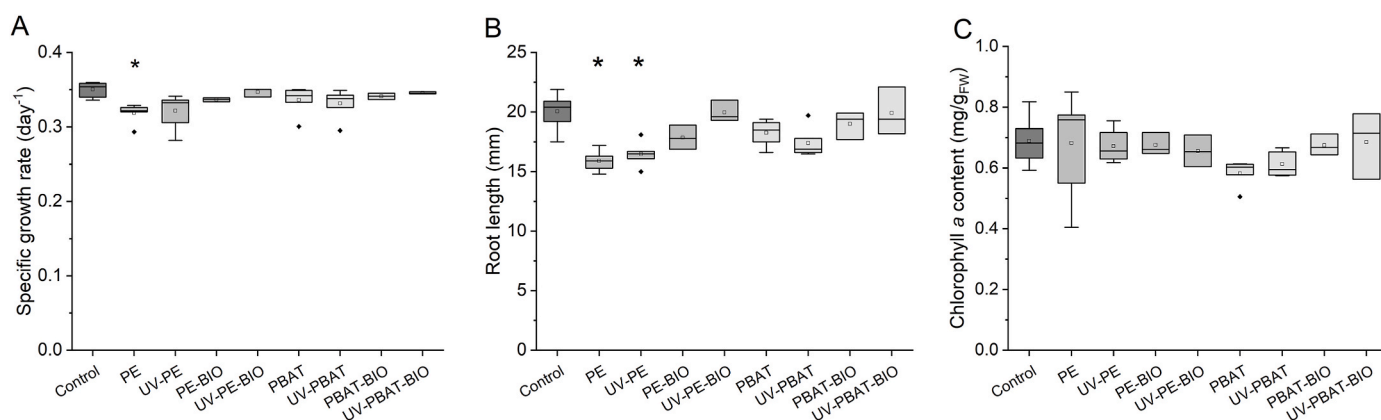 A
Specific growth rate (day-1)
0.4
0.3
0.2
0.1
0.0
*
Control
PE
UV-PE
PE-BIO
UV-PE-BIO
PBAT
UV-PBAT
PBAT-BIO
UV-PBAT-BIO
B
Root length (mm)
25
20
15
10
5
0
* *
Control
PE
UV-PE
PE-BIO
UV-PE-BIO
PBAT
UV-PBAT
PBAT-BIO
UV-PBAT-BIO
C
Chlorophyll a content (mg/gFW)
1.0
0.8
0.6
0.4
0.2
0.0
Control
PE
UV-PE
PE-BIO
UV-PE-BIO
PBAT
UV-PBAT
PBAT-BIO
UV-PBAT-BIO